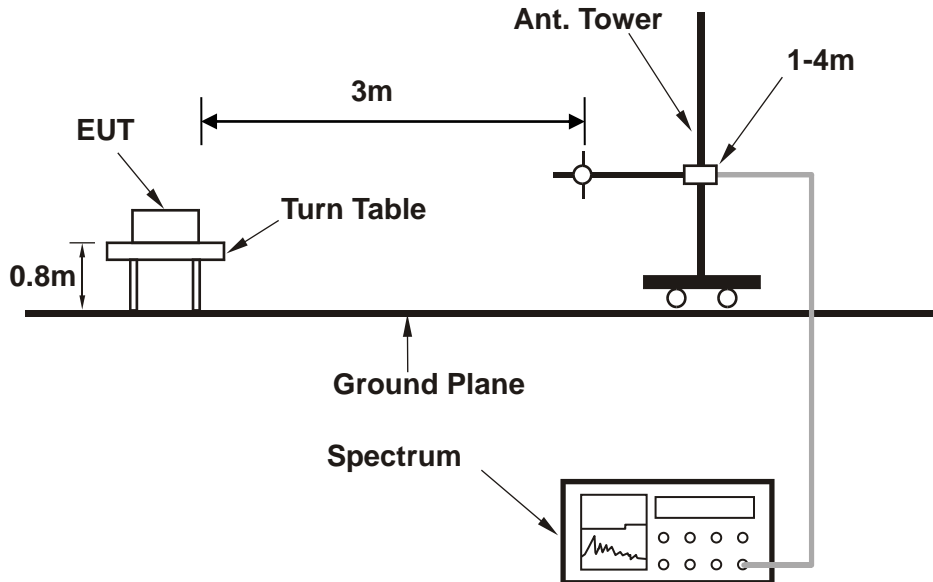 Ant. Tower
1-4m
3m
EUT
Turn Table
0.8m
Ground Plane
Spectrum